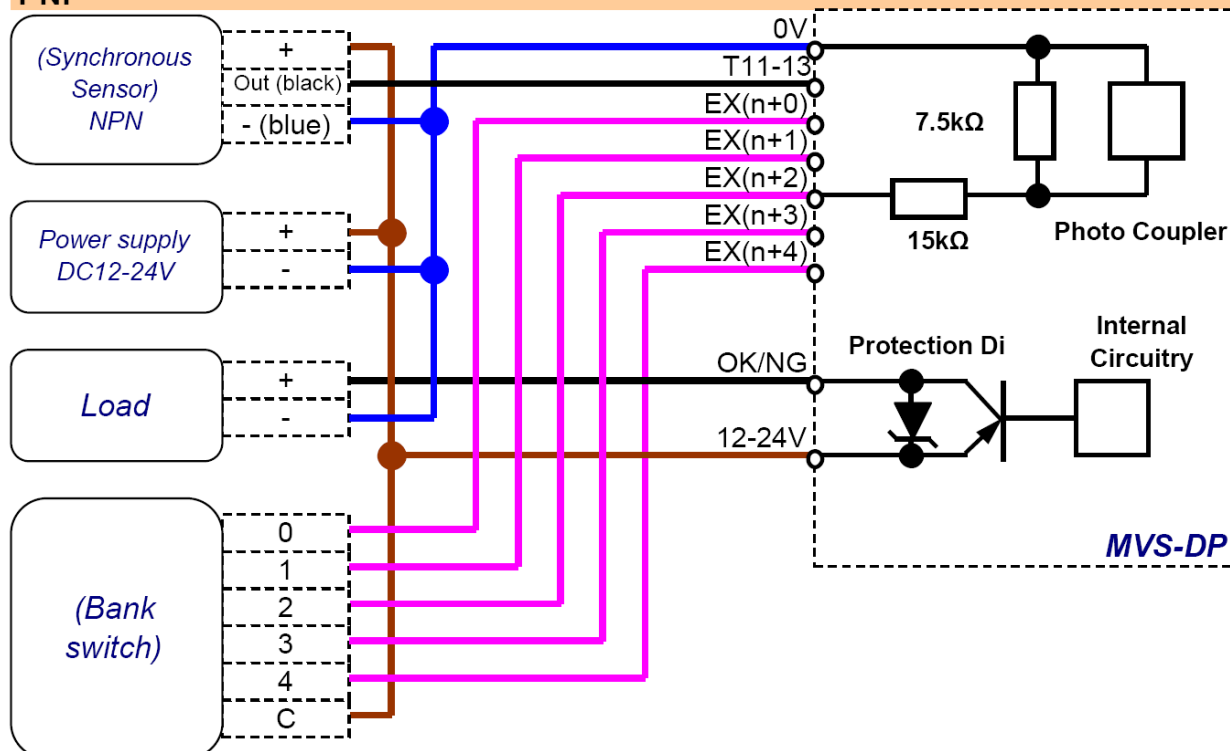 (Synchronous
Sensor)
NPN
+
Out (black)
- (blue)
Power supply
DC12-24V
+
-
Load
+
-
(Bank
switch)
0
1
2
3
4
C
0V
T11-13
EX(n+0)
EX(n+1)
EX(n+2)
EX(n+3)
EX(n+4)
OK/NG
12-24V
7.5kΩ
15kΩ
Photo Coupler
Protection Di
Internal
Circuitry
MVS-DP